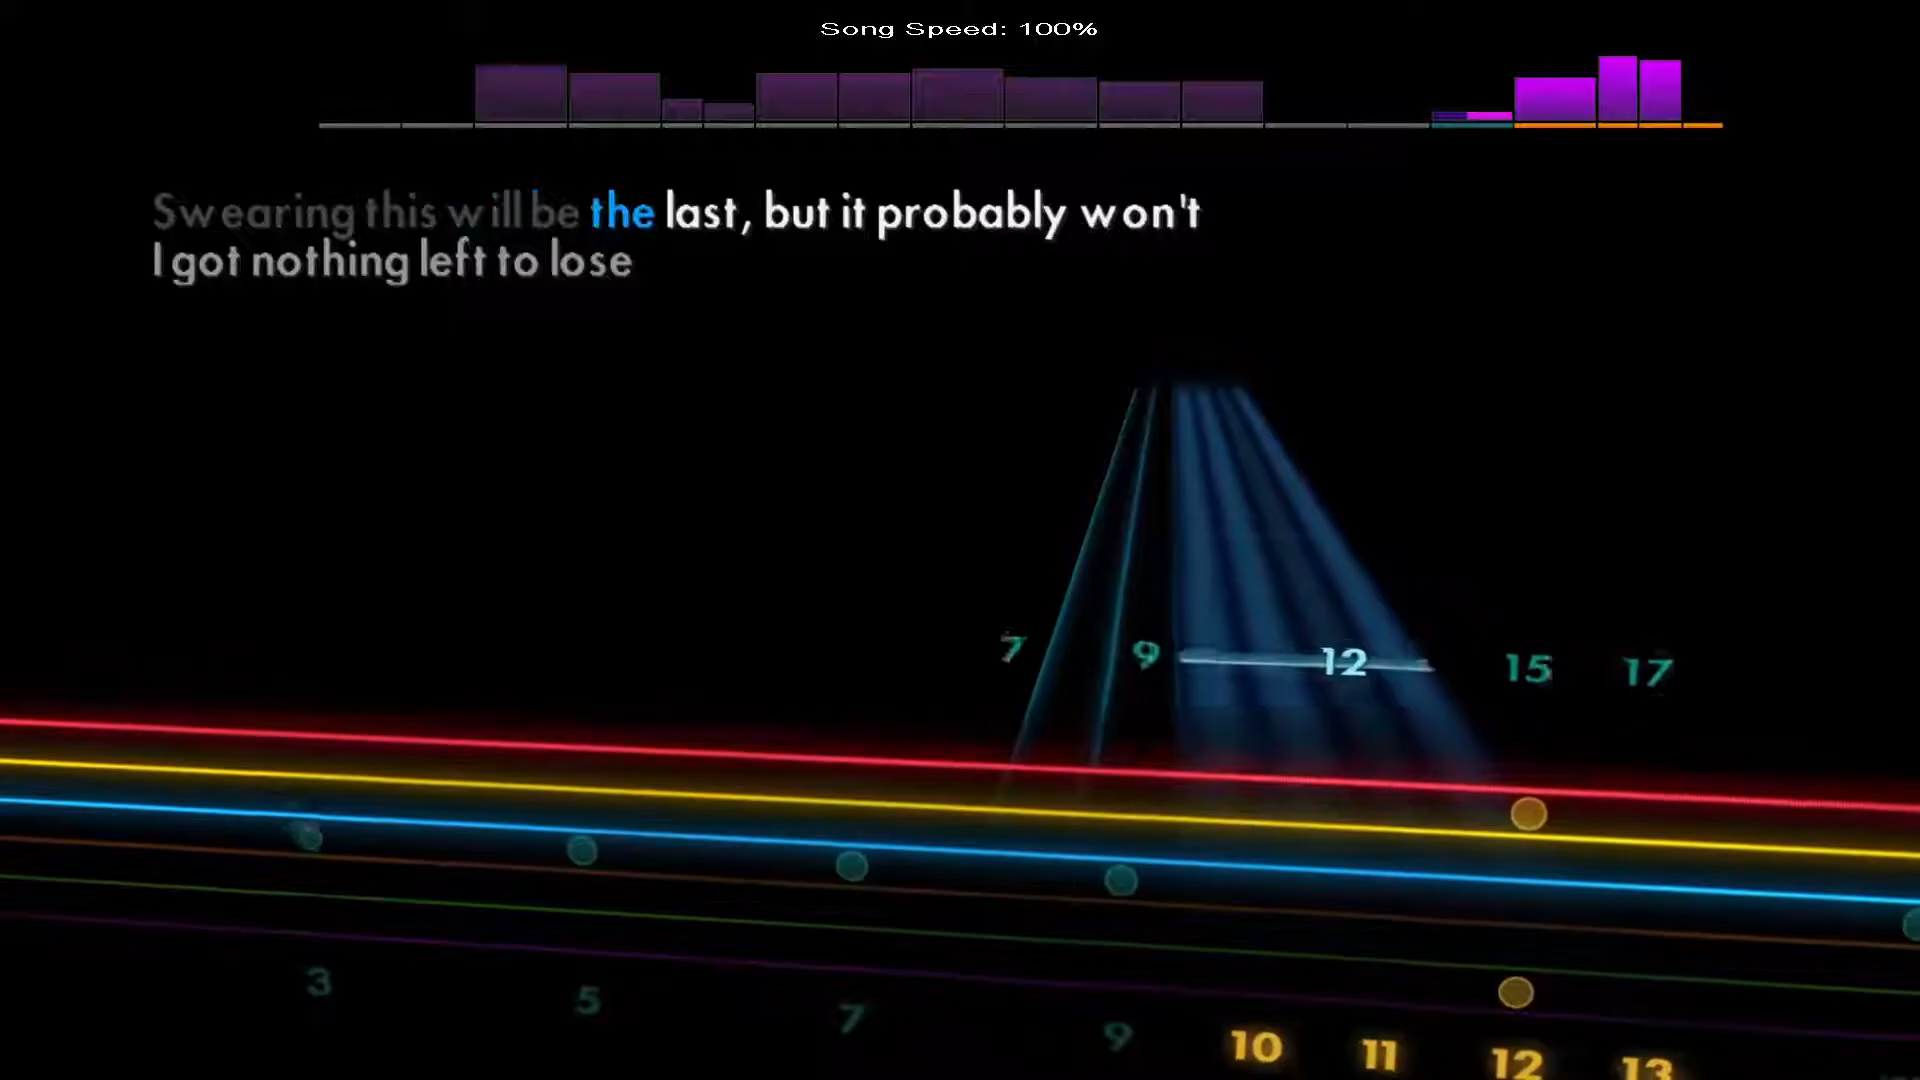 Song Speed: 100%
Swearing this will be the last, but it probably won't
I got nothing left to lose
7 9 12 15 17
3 5 7 9 10 11 12 13